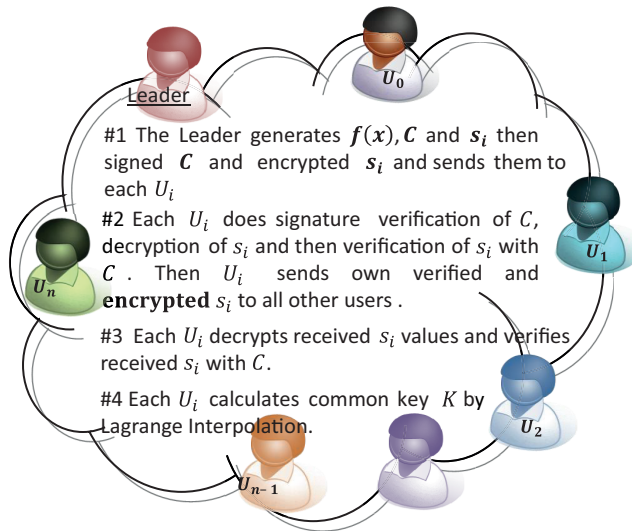 Leader
U₀
#1 The Leader generates f(x), C and sᵢ then
signed C and encrypted sᵢ and sends them to
each Uᵢ
#2 Each Uᵢ does signature verification of C,
decryption of sᵢ and then verification of sᵢ with
C . Then Uᵢ sends own verified and
encrypted sᵢ to all other users .
U₁
Uₙ
#3 Each Uᵢ decrypts received sᵢ values and verifies
received sᵢ with C.
#4 Each Uᵢ calculates common key K by
Lagrange Interpolation.
U₂
Uₙ₋₁